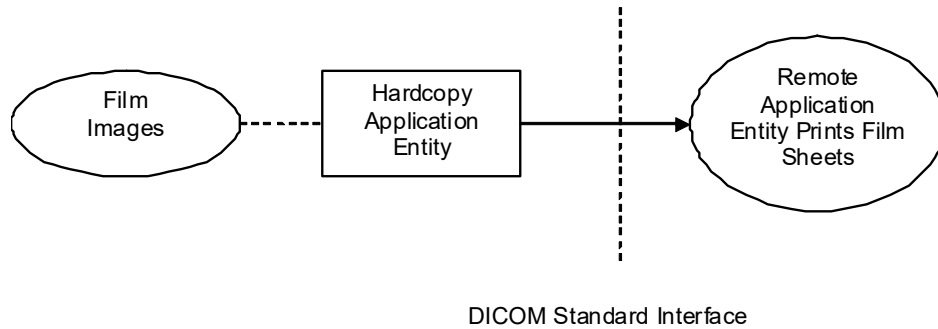 Film
Images
Hardcopy
Application
Entity
Remote
Application
Entity Prints Film
Sheets
DICOM Standard Interface